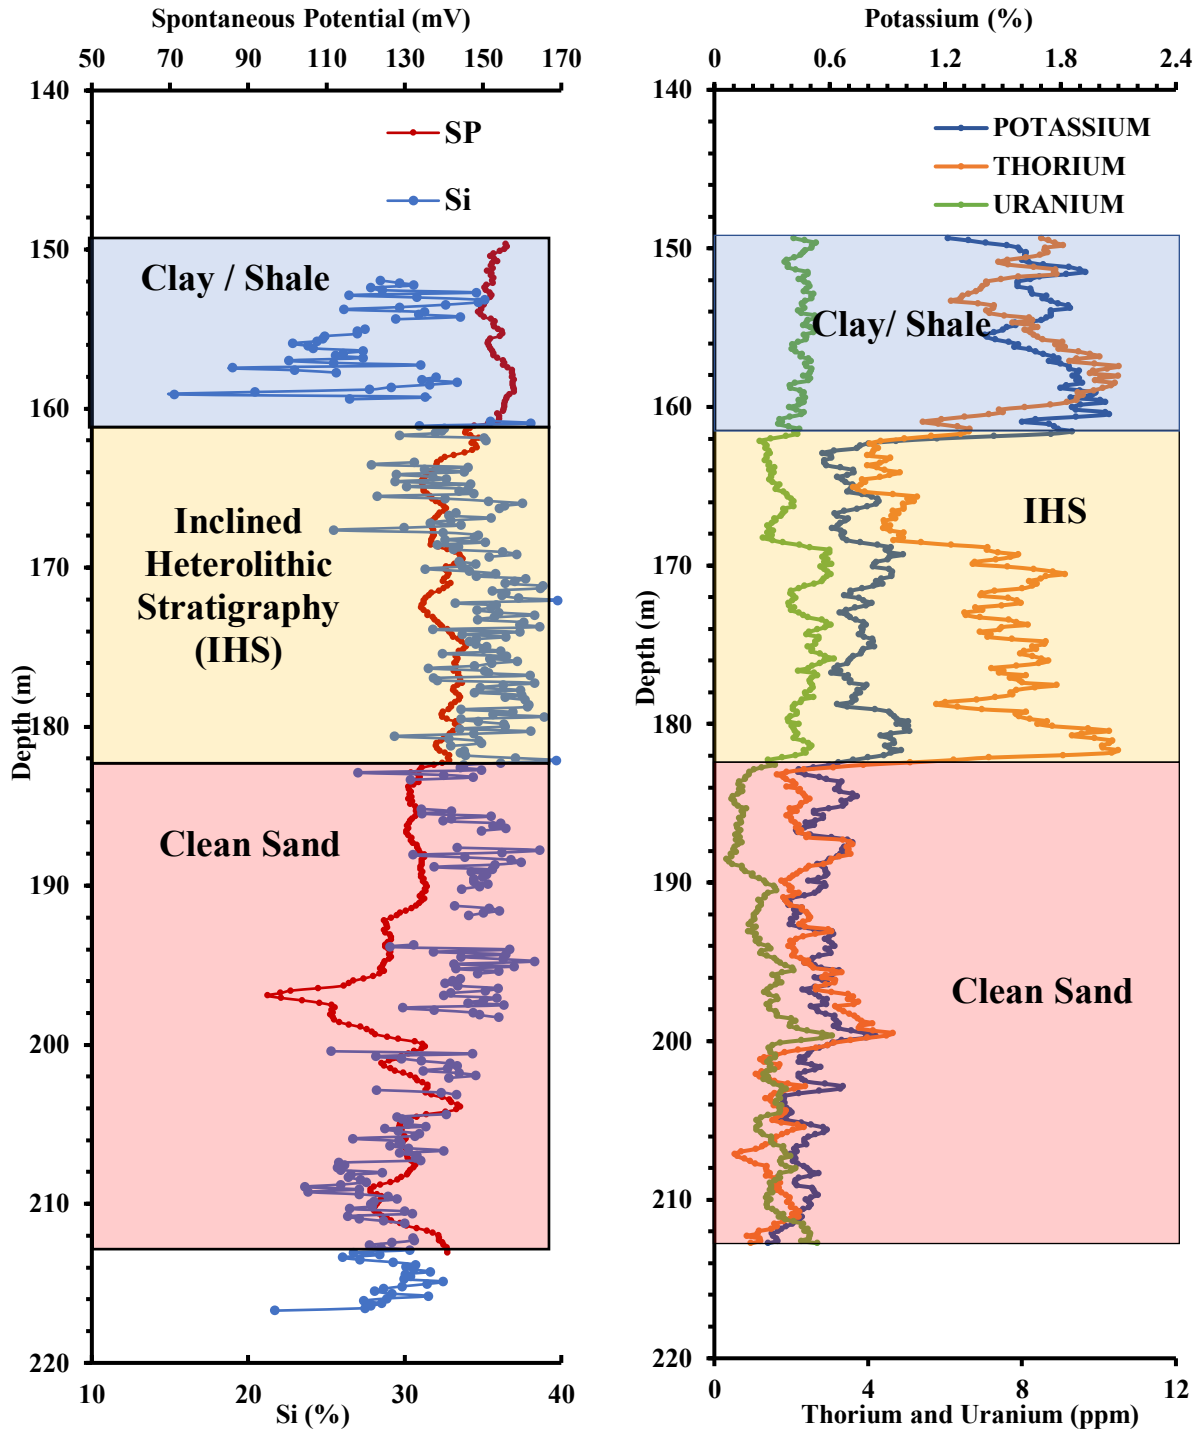 Spontaneous Potential (mV)
50 70 90 110 130 150 170
140
150
160
170
180
190
200
210
220
Depth (m)
SP
Si
Clay / Shale
Inclined
Heterolithic
Stratigraphy
(IHS)
Clean Sand
10 20 30 40
Si (%)
Potassium (%)
0 0.6 1.2 1.8 2.4
140
150
160
170
180
190
200
210
220
Depth (m)
POTASSIUM
THORIUM
URANIUM
Clay/ Shale
IHS
Clean Sand
0 4 8 12
Thorium and Uranium (ppm)